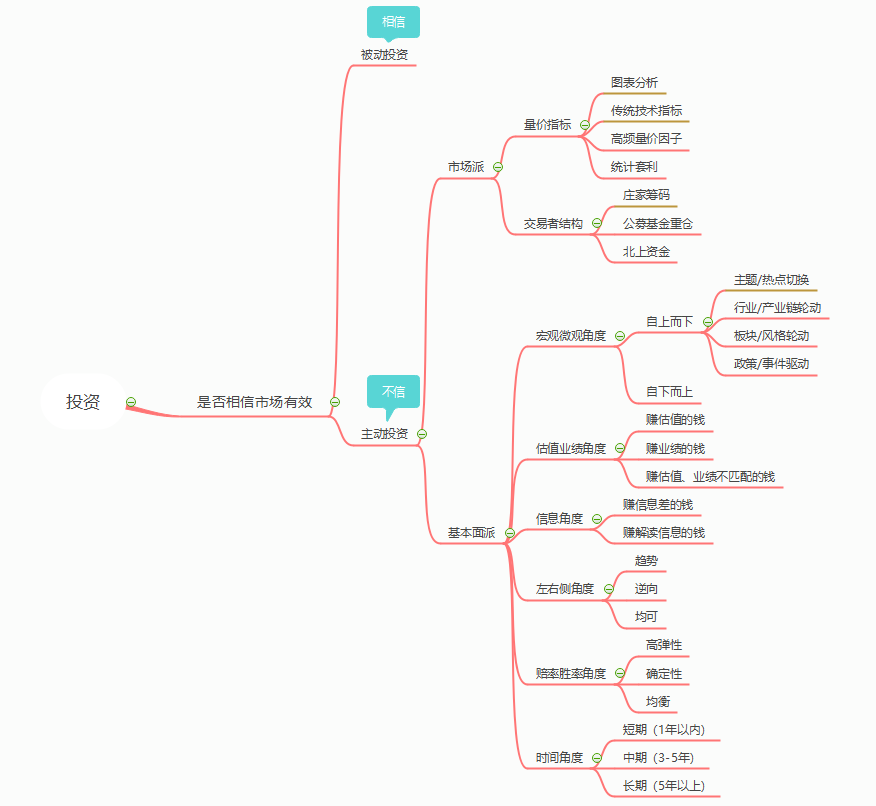 相信
被动投资
图表分析
传统技术指标
量价指标
高频量价因子
市场派
统计套利
庄家筹码
交易者结构
公募基金重仓
北上资金
主题/热点切换
行业/产业链轮动
自上而下
宏观微观角度
板块/风格轮动
政策/事件驱动
不信
自下而上
投资
是否相信市场有效
赚估值的钱
主动投资
估值业绩角度
赚业绩的钱
赚估值、业绩不匹配的钱
赚信息差的钱
信息角度
基本面派
赚解读信息的钱
趋势
左右侧角度
逆向
均可
高弹性
赔率胜率角度
确定性
均衡
短期（1年以内）
时间角度
中期（3-5年）
长期（5年以上）